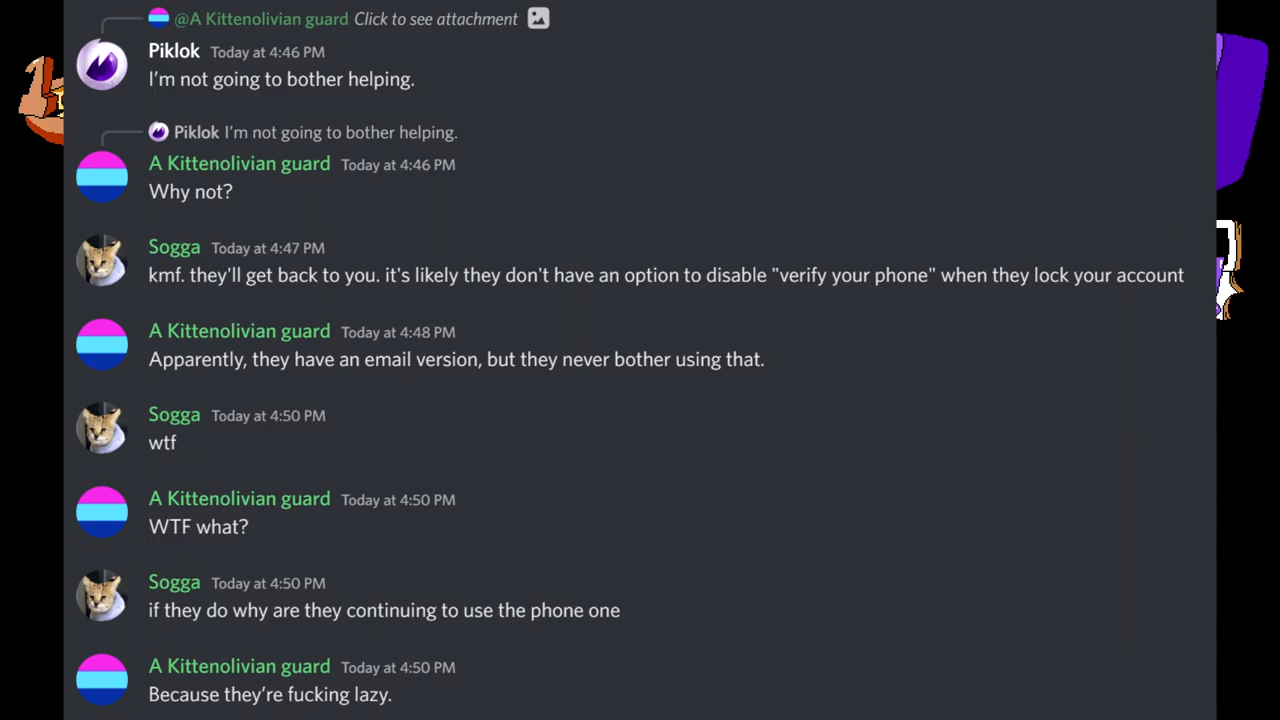 @A Kittenolivian guard Click to see attachment
Piklok Today at 4:46 PM
I’m not going to bother helping.
Piklok I’m not going to bother helping.
A Kittenolivian guard Today at 4:46 PM
Why not?
Sogga Today at 4:47 PM
kmf. they'll get back to you. it's likely they don't have an option to disable "verify your phone" when they lock your account
A Kittenolivian guard Today at 4:48 PM
Apparently, they have an email version, but they never bother using that.
Sogga Today at 4:50 PM
wtf
A Kittenolivian guard Today at 4:50 PM
WTF what?
Sogga Today at 4:50 PM
if they do why are they continuing to use the phone one
A Kittenolivian guard Today at 4:50 PM
Because they’re fucking lazy.